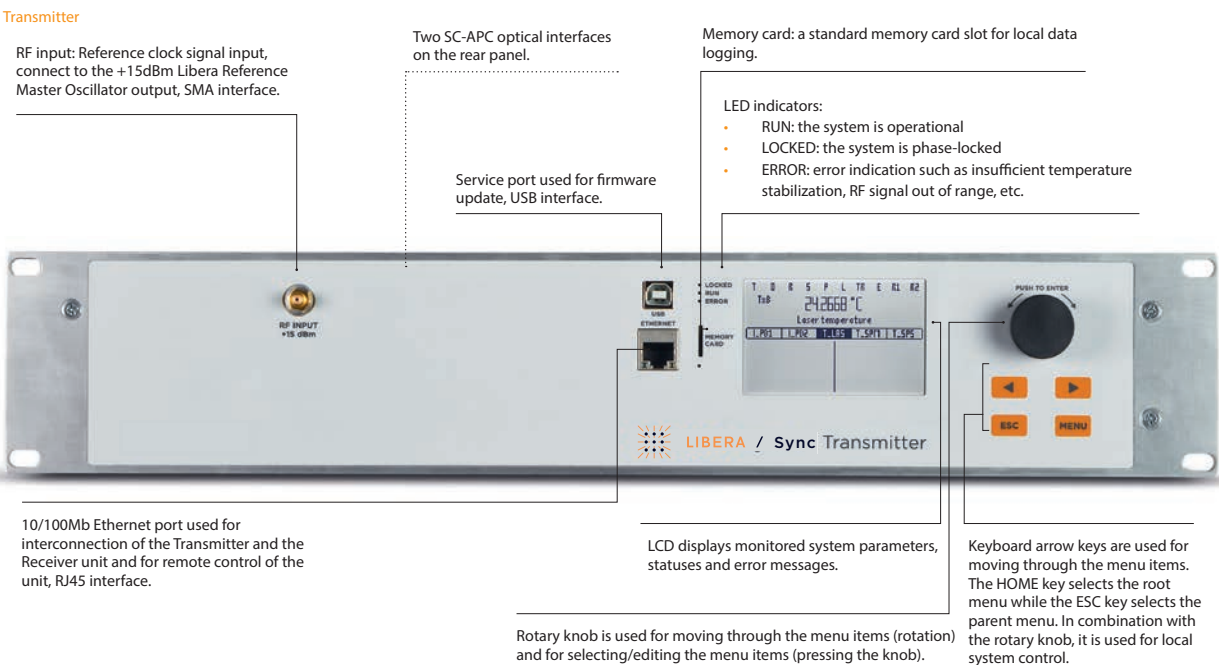 Transmitter
RF input: Reference clock signal input,
connect to the +15dBm Libera Reference
Master Oscillator output, SMA interface.
Two SC-APC optical interfaces
on the rear panel.
Memory card: a standard memory card slot for local data
logging.
LED indicators:
• RUN: the system is operational
• LOCKED: the system is phase-locked
• ERROR: error indication such as insufficient temperature
stabilization, RF signal out of range, etc.
Service port used for firmware
update, USB interface.
RF INPUT
+15 dBm
USB
ETHERNET
LOCKED
RUN
ERROR
MEMORY
CARD
T D R S P L TR E R1 R2
24.2668 °C
Laser temperature
I_PD1 I_PD2 T_LAS T_SPM T_SPS
PUSH TO ENTER
ESC MENU
LIBERA / Sync Transmitter
10/100Mb Ethernet port used for
interconnection of the Transmitter and the
Receiver unit and for remote control of the
unit, RJ45 interface.
LCD displays monitored system parameters,
statuses and error messages.
Rotary knob is used for moving through the menu items (rotation)
and for selecting/editing the menu items (pressing the knob).
Keyboard arrow keys are used for
moving through the menu items.
The HOME key selects the root
menu while the ESC key selects the
parent menu. In combination with
the rotary knob, it is used for local
system control.